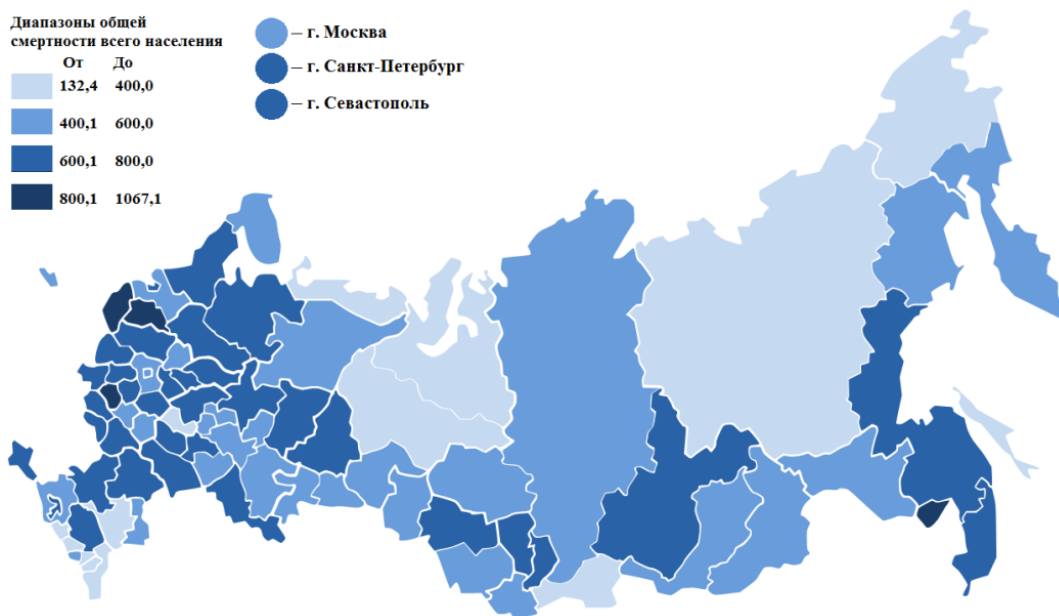 Диапазоны общей
смертности всего населения
От До
132,4 400,0
400,1 600,0
600,1 800,0
800,1 1067,1
– г. Москва
– г. Санкт-Петербург
– г. Севастополь